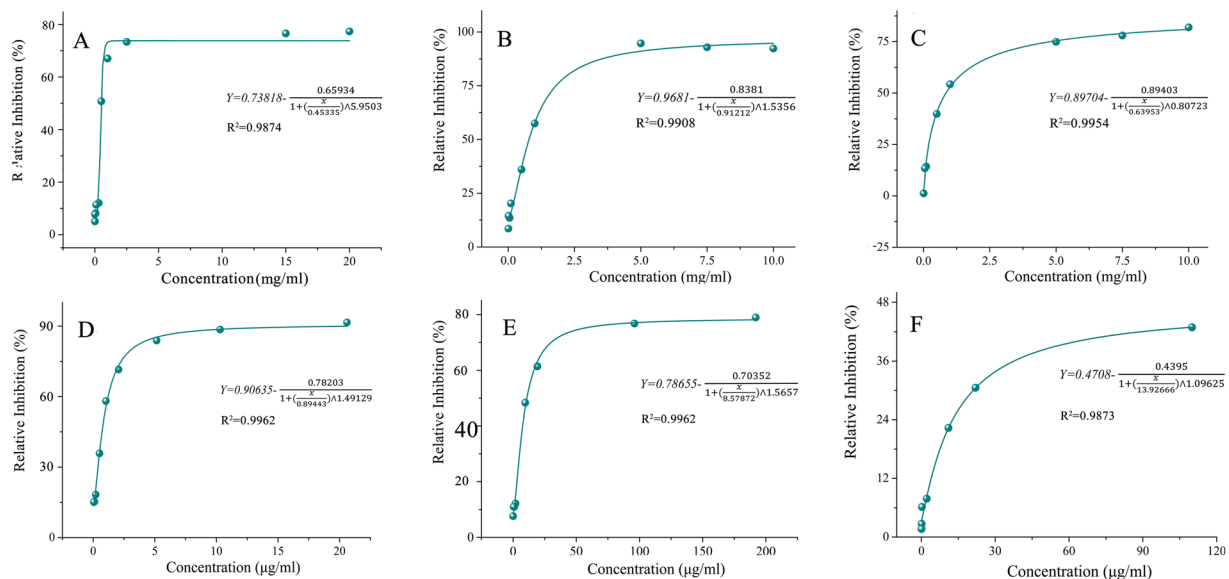 A
Relative Inhibition (%)
80
60
40
20
0
Y=0.73818- 0.65934
1+(x/0.45335)∧5.9503
R²=0.9874
0 5 10 15 20
Concentration(mg/ml)
B
Relative Inhibition (%)
100
75
50
25
0
Y=0.9681- 0.8381
1+(x/0.91212)∧1.5356
R²=0.9908
0.0 2.5 5.0 7.5 10.0
Concentration (mg/ml)
C
Relative Inhibition (%)
75
50
25
0
-25
Y=0.89704- 0.89403
1+(x/0.63953)∧0.80723
R²=0.9954
0.0 2.5 5.0 7.5 10.0
Concentration (mg/ml)
D
Relative Inhibition (%)
90
60
30
0
Y=0.90635- 0.78203
1+(x/0.89443)∧1.49129
R²=0.9962
0 5 10 15 20
Concentration (μg/ml)
E
Relative Inhibition (%)
80
60
40
20
0
Y=0.78655- 0.70352
1+(x/8.57872)∧1.5657
R²=0.9962
0 50 100 150 200
Concentration (μg/ml)
F
Relative Inhibition (%)
48
36
24
12
0
Y=0.4708- 0.4395
1+(x/13.92666)∧1.09625
R²=0.9873
0 30 60 90 120
Concentration (μg/ml)